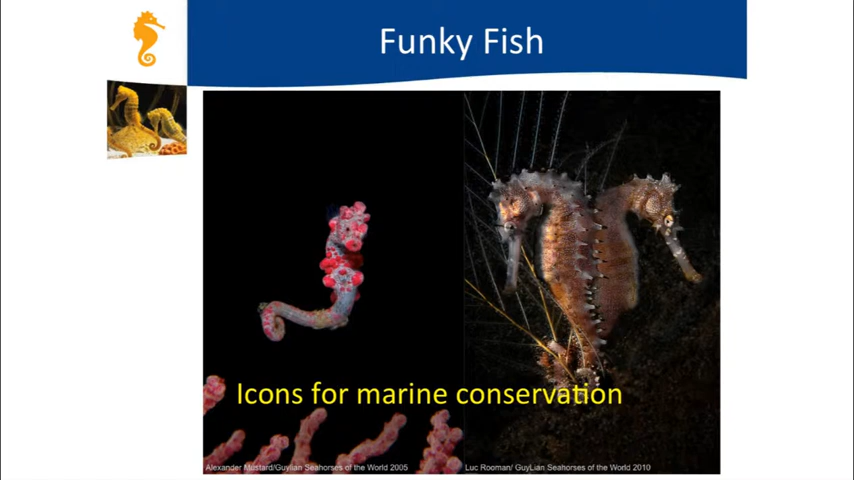 Funky Fish
Icons for marine conservation
Alexander Mustard/Guylian Seahorses of the World 2005
Luc Rooman/ GuyLian Seahorses of the World 2010